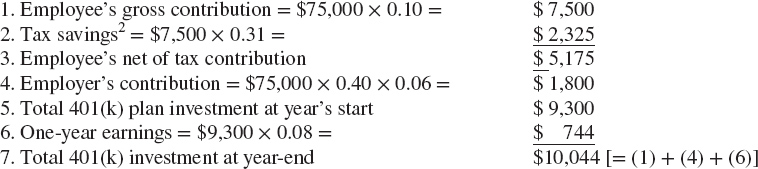 1. Employee's gross contribution = $75,000 × 0.10 = $ 7,500
2. Tax savings² = $7,500 × 0.31 = $ 2,325
3. Employee's net of tax contribution $ 5,175
4. Employer's contribution = $75,000 × 0.40 × 0.06 = $ 1,800
5. Total 401(k) plan investment at year's start $ 9,300
6. One-year earnings = $9,300 × 0.08 = $ 744
7. Total 401(k) investment at year-end $10,044 [= (1) + (4) + (6)]